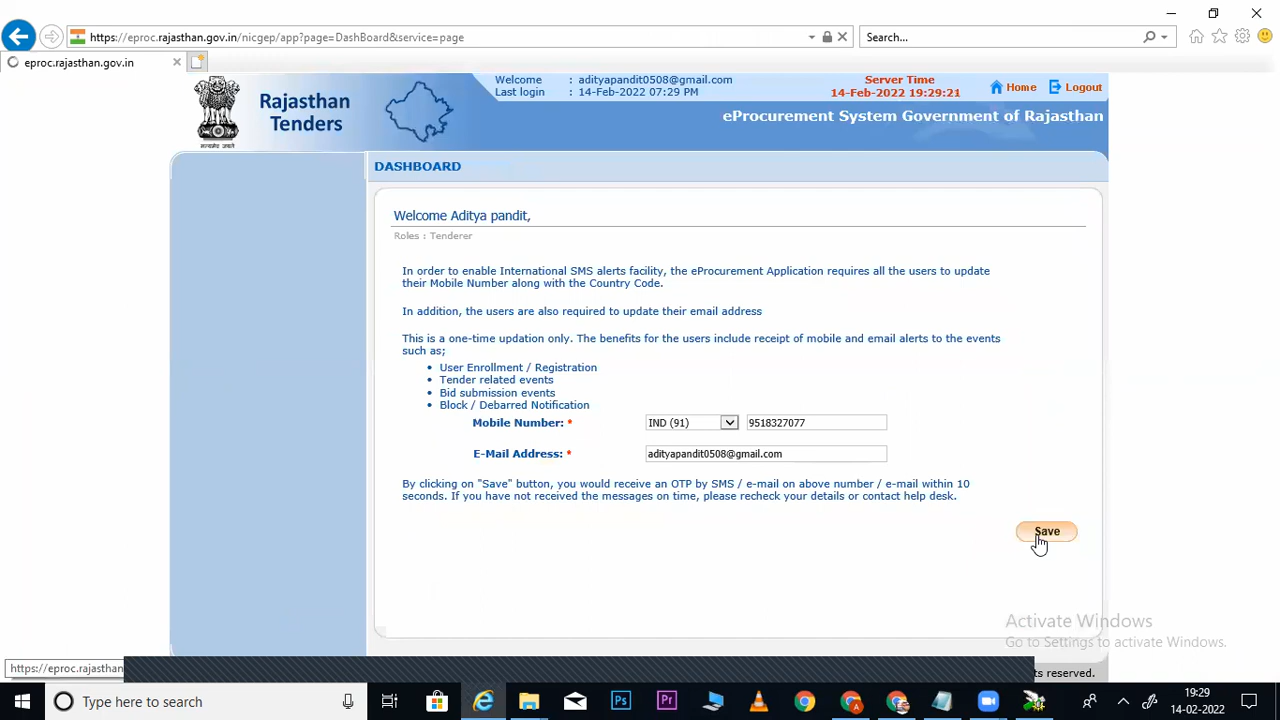 https://eproc.rajasthan.gov.in/nicgep/app?page=DashBoard&service=page
Search...
eproc.rajasthan.gov.in
Rajasthan
Tenders
Welcome : adityapandit0508@gmail.com
Last login : 14-Feb-2022 07:29 PM
Server Time
14-Feb-2022 19:29:21
Home
Logout
eProcurement System Government of Rajasthan
सत्यमेव जयते
DASHBOARD
Welcome Aditya pandit,
Roles : Tenderer
In order to enable International SMS alerts facility, the eProcurement Application requires all the users to update
their Mobile Number along with the Country Code.
In addition, the users are also required to update their email address
This is a one-time updation only. The benefits for the users include receipt of mobile and email alerts to the events
such as;
• User Enrollment / Registration
• Tender related events
• Bid submission events
• Block / Debarred Notification
Mobile Number: * IND (91) 9518327077
E-Mail Address: * adityapandit0508@gmail.com
By clicking on "Save" button, you would receive an OTP by SMS / e-mail on above number / e-mail within 10
seconds. If you have not received the messages on time, please recheck your details or contact help desk.
Save
Activate Windows
Go to Settings to activate Windows.
https://eproc.rajasthan
ts reserved.
Type here to search
Ps
Pr
19:29
14-02-2022